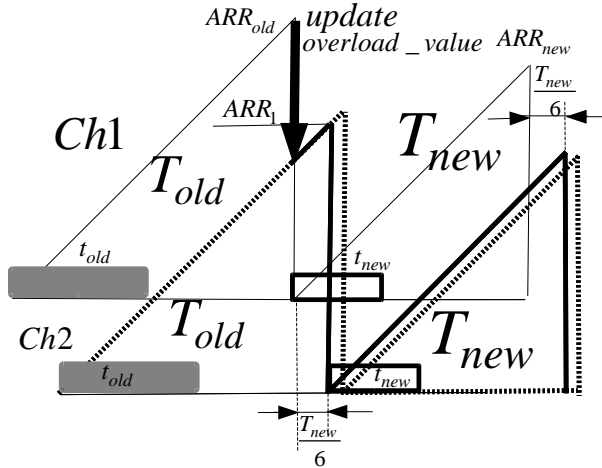 ARR_old update
overload_value
ARR_new
T_new
6
ARR_1
Ch1
T_old
T_new
t_old
t_new
Ch2
T_old
T_new
t_old
t_new
T_new
6